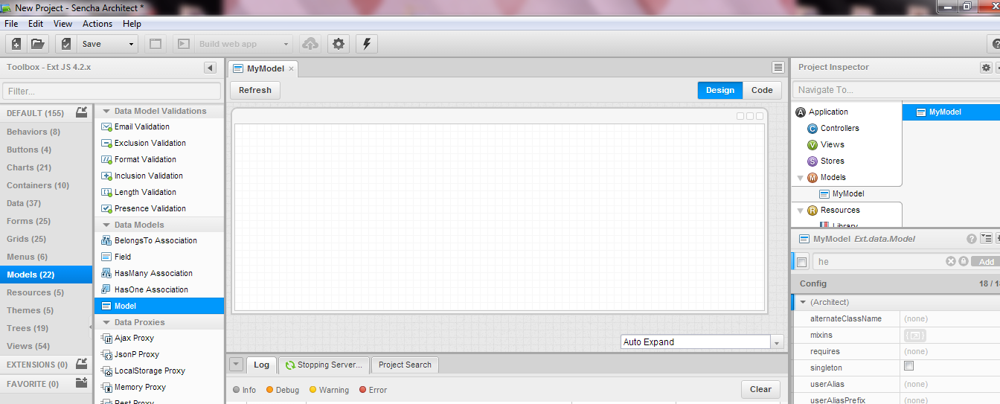 New Project - Sencha Architect *
File Edit View Actions Help
Save Build web app
Toolbox - Ext JS 4.2.x
Filter...
DEFAULT (155)
Behaviors (8)
Buttons (4)
Charts (21)
Containers (10)
Data (37)
Forms (25)
Grids (25)
Menus (6)
Models (22)
Resources (5)
Themes (5)
Trees (19)
Views (54)
EXTENSIONS (0)
FAVORITE (0)
Data Model Validations
Email Validation
Exclusion Validation
Format Validation
Inclusion Validation
Length Validation
Presence Validation
Data Models
BelongsTo Association
Field
HasMany Association
HasOne Association
Model
Data Proxies
Ajax Proxy
JsonP Proxy
LocalStorage Proxy
Memory Proxy
Rest Proxy
MyModel
Refresh Design Code
Auto Expand
Log Stopping Server... Project Search
Info Debug Warning Error Clear
Project Inspector
Navigate To...
Application
Controllers
Views
Stores
Models
MyModel
Resources
Library
MyModel
MyModel Ext.data.Model
he Add
Config 18 / 1
(Architect)
alternateClassName (none)
mixins
requires (none)
singleton
userAlias (none)
userAliasPrefix (none)